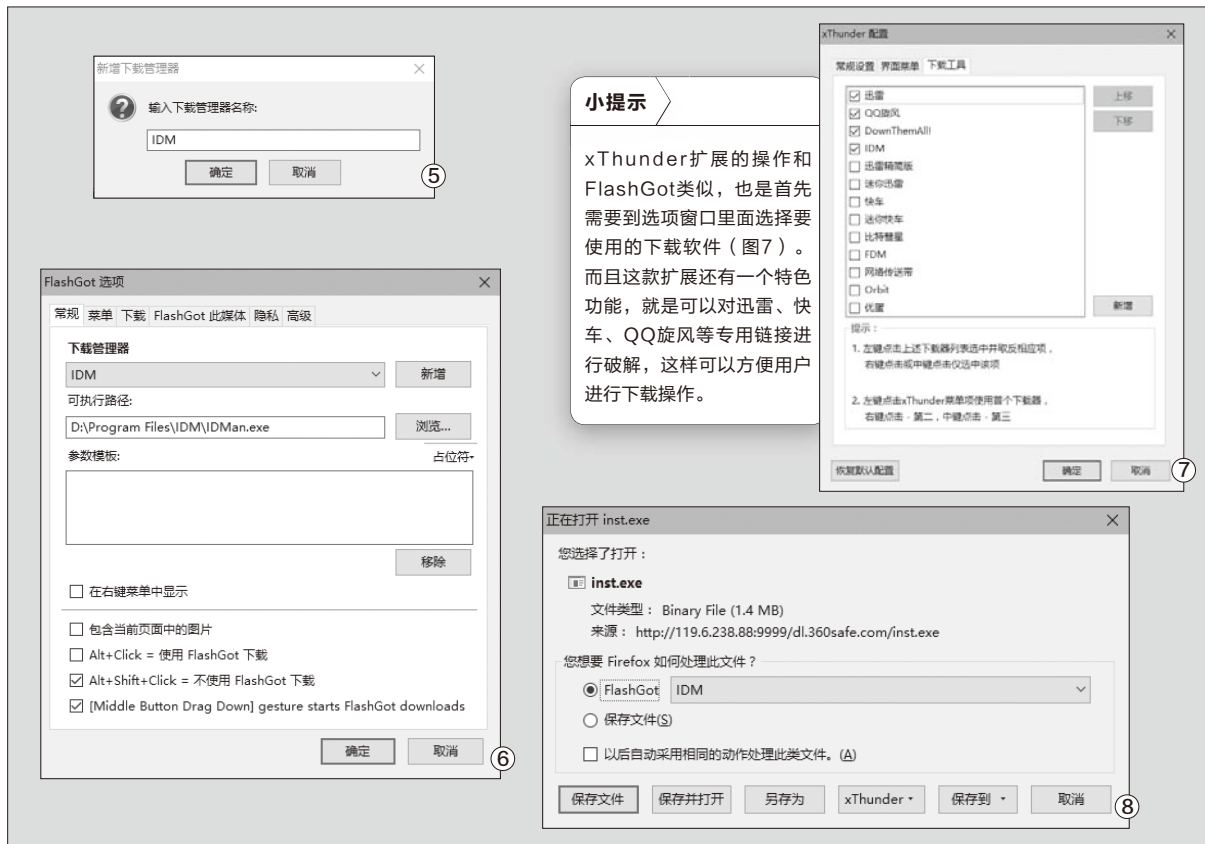 新增下载管理器
输入下载管理器名称:
IDM
确定 取消
⑤
小提示
xThunder扩展的操作和
FlashGot类似，也是首先
需要到选项窗口里面选择要
使用的下载软件（图7）。
而且这款扩展还有一个特色
功能，就是可以对迅雷、快
车、QQ旋风等专用链接进
行破解，这样可以方便用户
进行下载操作。
xThunder 配置
常规设置 界面菜单 下载工具
迅雷
QQ旋风
DownThemAll!
IDM
迅雷精简版
迷你迅雷
快车
迷你快车
比特彗星
FDM
网络传送带
Orbit
优蛋
上移
下移
新增
提示：
1. 左键点击上述下载器列表选中并取反相应项，
右键点击或中键点击仅选中该项
2. 左键点击xThunder菜单项使用首个下载器，
右键点击 - 第二，中键点击 - 第三
恢复默认配置 确定 取消
⑦
FlashGot 选项
常规 菜单 下载 FlashGot 此媒体 隐私 高级
下载管理器
IDM 新增
可执行路径:
D:\Program Files\IDM\IDMan.exe 浏览...
参数模板: 占位符
移除
在右键菜单中显示
包含当前页面中的图片
Alt+Click = 使用 FlashGot 下载
Alt+Shift+Click = 不使用 FlashGot 下载
[Middle Button Drag Down] gesture starts FlashGot downloads
确定 取消
⑥
正在打开 inst.exe
您选择了打开：
inst.exe
文件类型： Binary File (1.4 MB)
来源： http://119.6.238.88:9999/dl.360safe.com/inst.exe
您想要 Firefox 如何处理此文件？
FlashGot IDM
保存文件(S)
以后自动采用相同的动作处理此类文件。(A)
保存文件 保存并打开 另存为 xThunder 保存到 取消
⑧